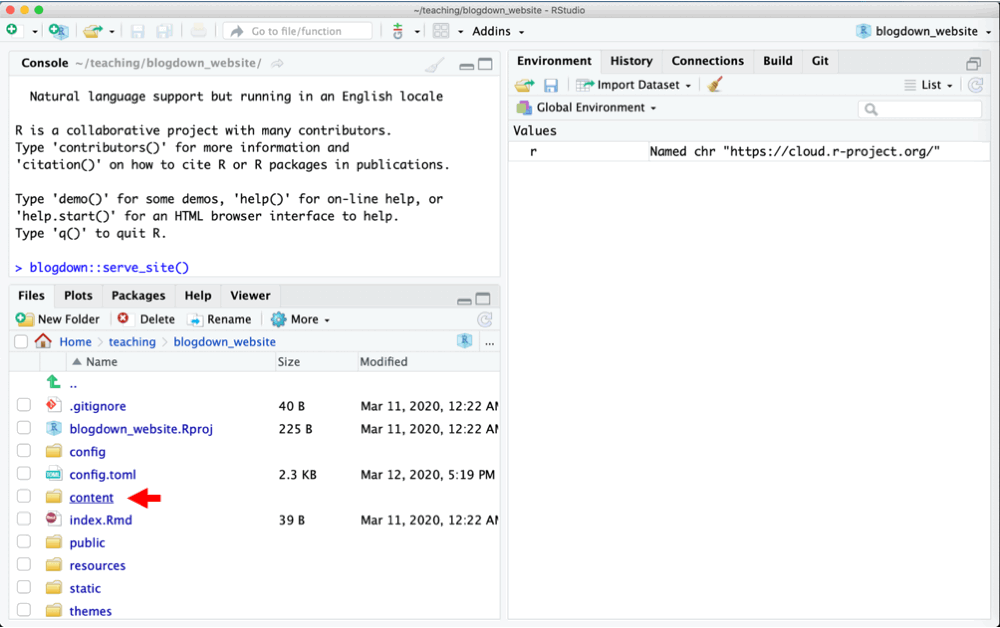 ~/teaching/blogdown_website - RStudio
Go to file/function
Addins
blogdown_website
Console ~/teaching/blogdown_website/
Natural language support but running in an English locale
R is a collaborative project with many contributors.
Type 'contributors()' for more information and
'citation()' on how to cite R or R packages in publications.
Type 'demo()' for some demos, 'help()' for on-line help, or
'help.start()' for an HTML browser interface to help.
Type 'q()' to quit R.
> blogdown::serve_site()
Files Plots Packages Help Viewer
New Folder Delete Rename More
Home teaching blogdown_website ...
Name Size Modified
..
.gitignore 40 B Mar 11, 2020, 12:22 AM
blogdown_website.Rproj 225 B Mar 11, 2020, 12:22 AM
config
config.toml 2.3 KB Mar 12, 2020, 5:19 PM
content
index.Rmd 39 B Mar 11, 2020, 12:22 AM
public
resources
static
themes
Environment History Connections Build Git
Import Dataset List
Global Environment
Values
r Named chr "https://cloud.r-project.org/"